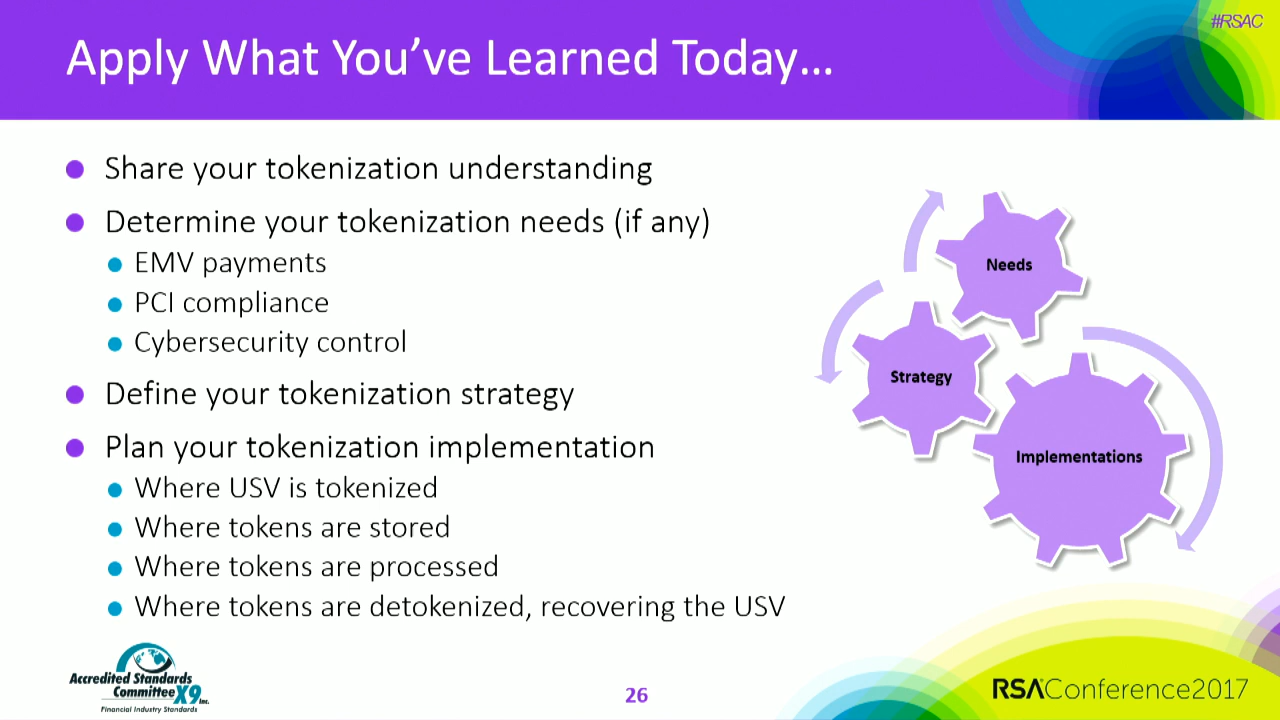 #RSAC
Apply What You’ve Learned Today…
Share your tokenization understanding
Determine your tokenization needs (if any)
EMV payments
PCI compliance
Cybersecurity control
Define your tokenization strategy
Plan your tokenization implementation
Where USV is tokenized
Where tokens are stored
Where tokens are processed
Where tokens are detokenized, recovering the USV
Needs
Strategy
Implementations
Accredited Standards
Committee X9 Inc.
Financial Industry Standards
26
RSAConference2017